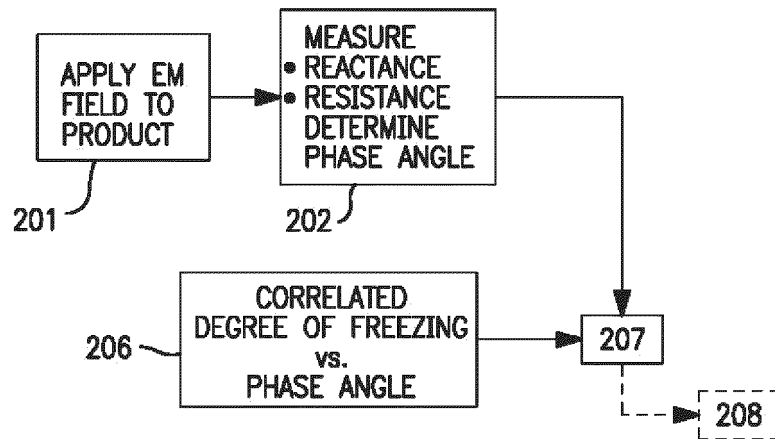 APPLY EM
FIELD TO
PRODUCT
201
MEASURE
• REACTANCE
• RESISTANCE
DETERMINE
PHASE ANGLE
202
CORRELATED
DEGREE OF FREEZING
vs.
PHASE ANGLE
206
207
208